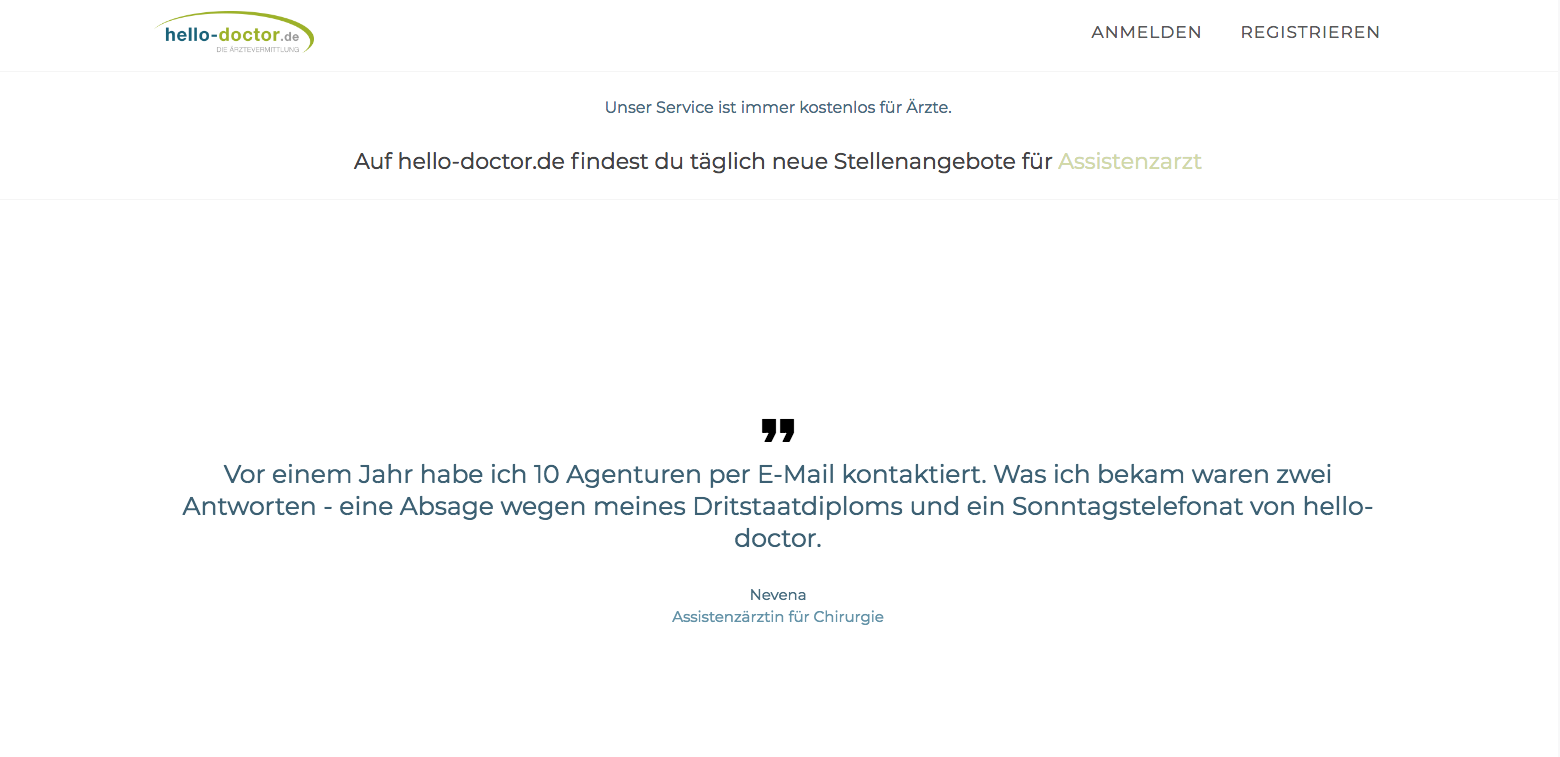 hello-doctor.de
DIE ÄRZTEVERMITTLUNG
ANMELDEN
REGISTRIEREN
Unser Service ist immer kostenlos für Ärzte.
Auf hello-doctor.de findest du täglich neue Stellenangebote für Assistenzarzt
”
Vor einem Jahr habe ich 10 Agenturen per E-Mail kontaktiert. Was ich bekam waren zwei
Antworten - eine Absage wegen meines Dritstaatdiploms und ein Sonntagstelefonat von hello-
doctor.
Nevena
Assistenzärztin für Chirurgie